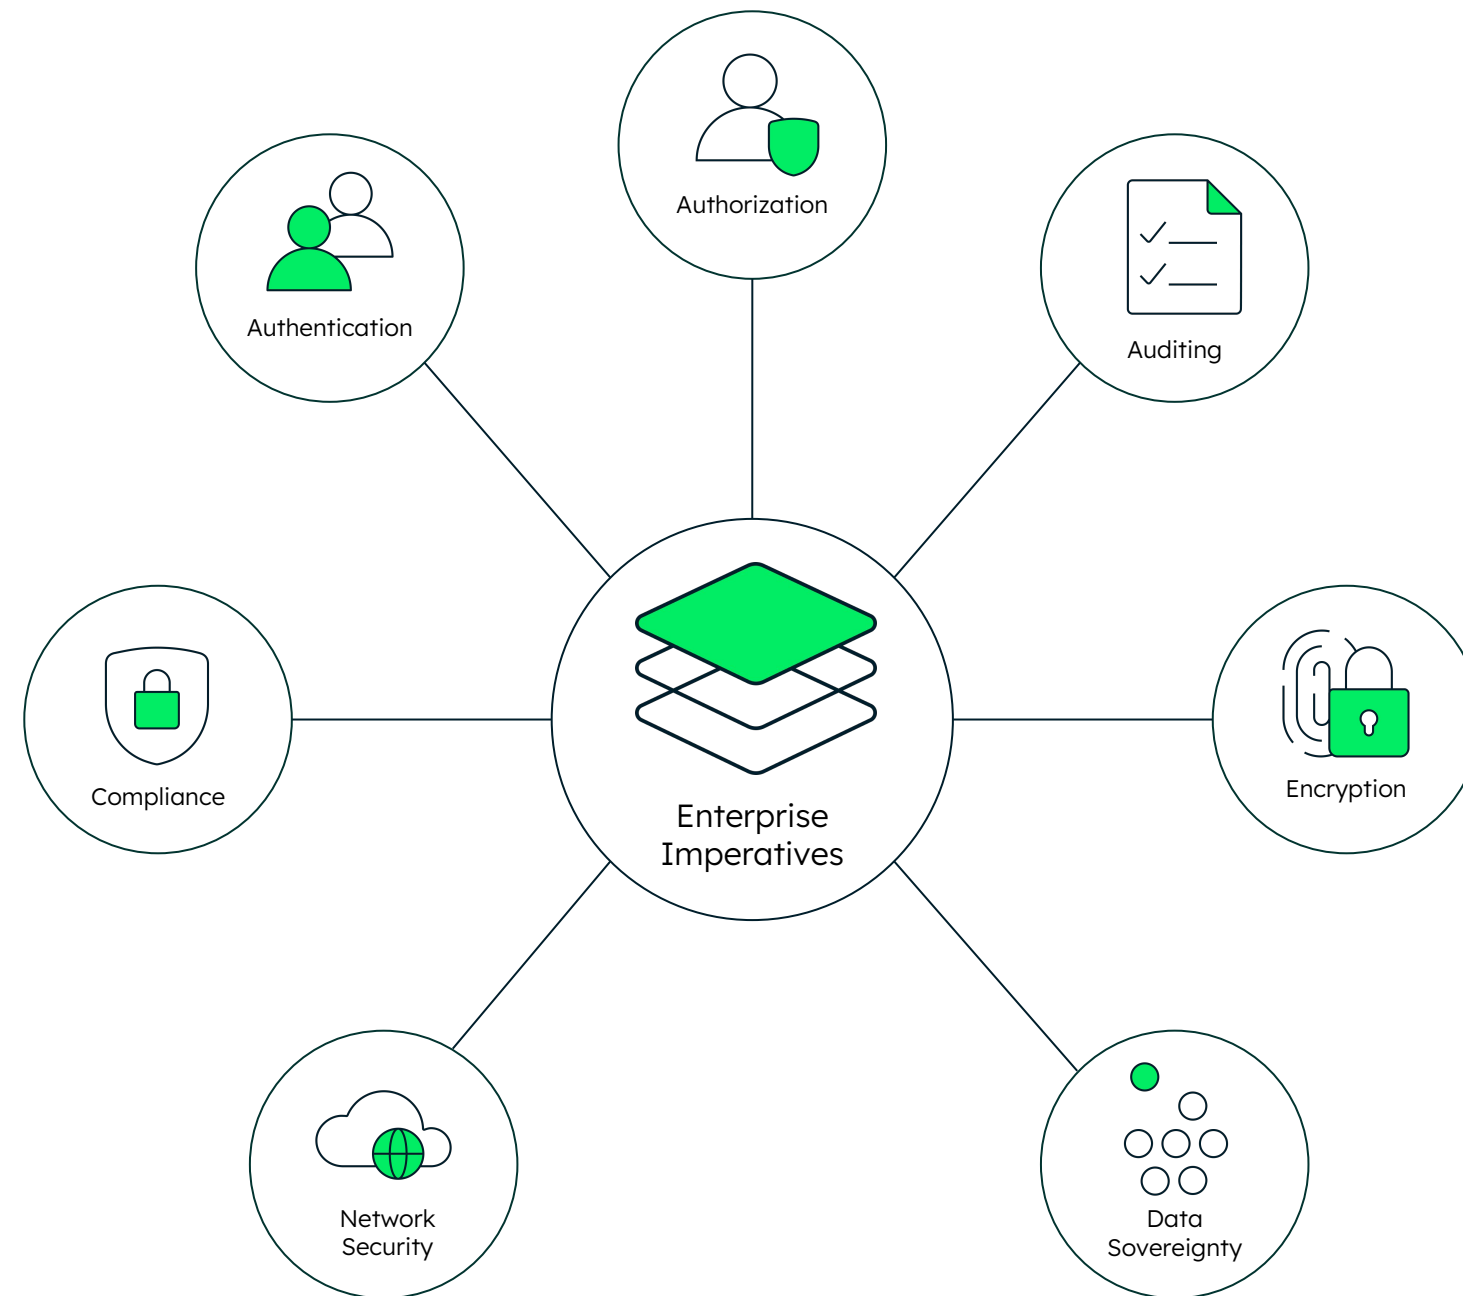 Authorization
Authentication
Auditing
Compliance
Encryption
Enterprise
Imperatives
Network
Security
Data
Sovereignty